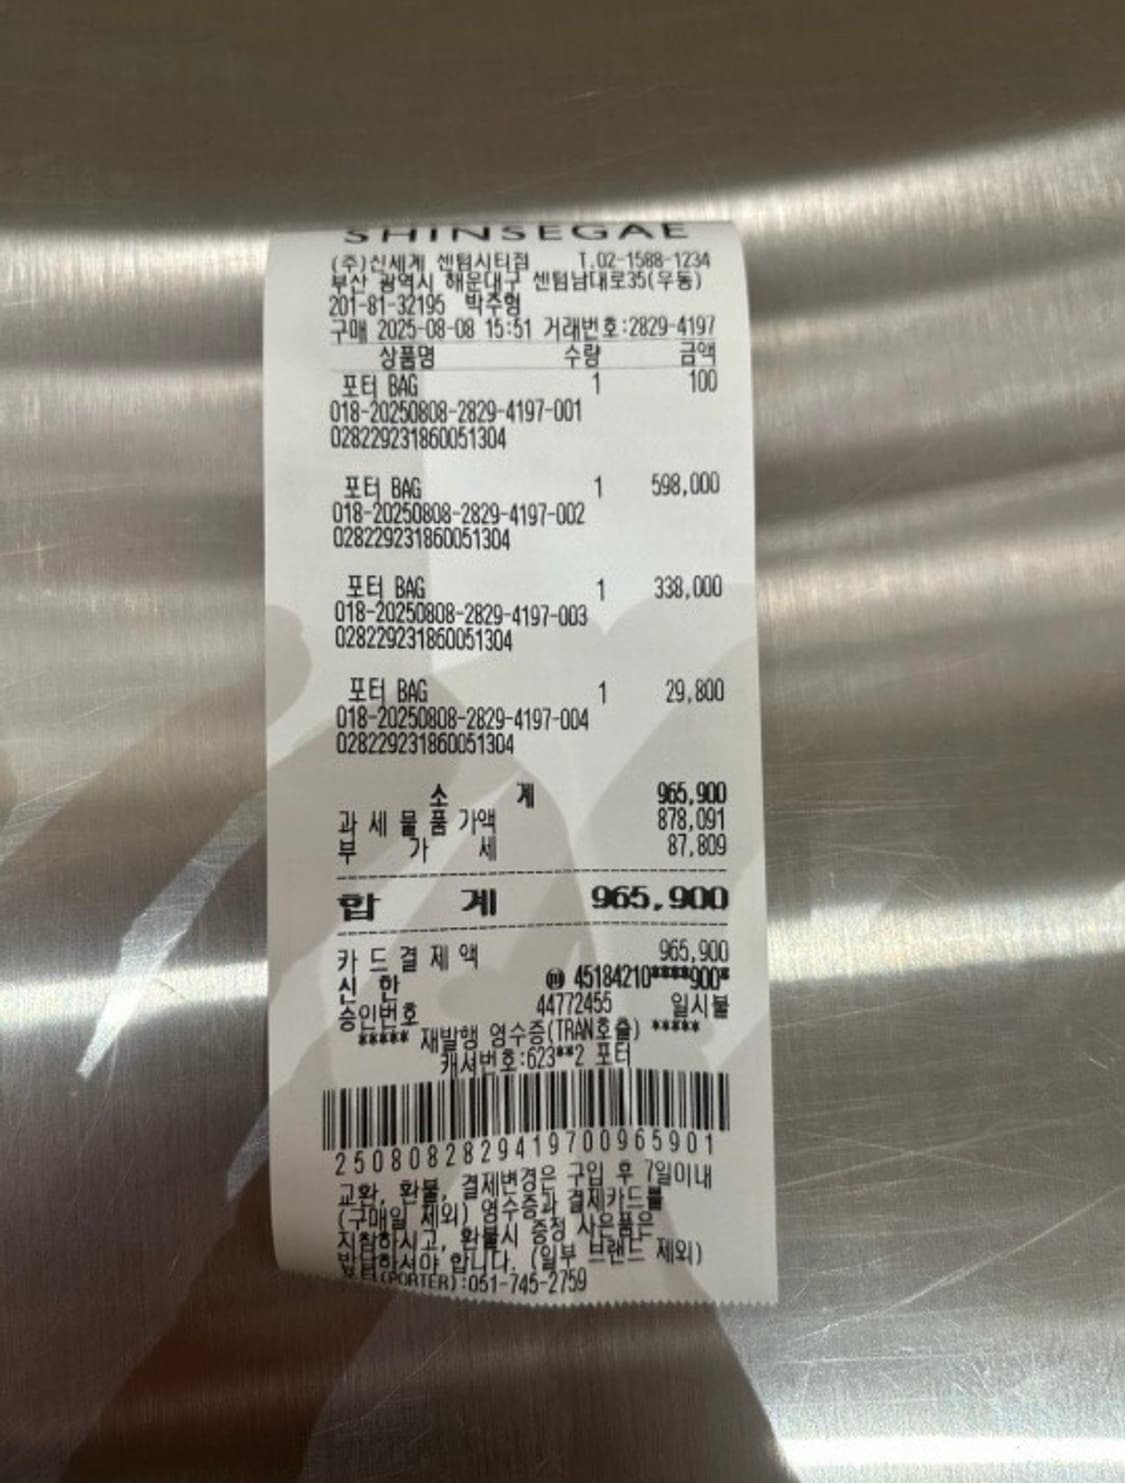 SHINSEGAE
(주)신세계 센텀시티점 T.02-1588-1234
부산 광역시 해운대구 센텀남대로35(우동)
201-81-32195 박주형
구매 2025-08-08 15:51 거래번호:2829-4197
상품명 수량 금액
포터 BAG 1 100
018-20250808-2829-4197-001
028229231860051304
포터 BAG 1 598,000
018-20250808-2829-4197-002
028229231860051304
포터 BAG 1 338,000
018-20250808-2829-4197-003
028229231860051304
포터 BAG 1 29,800
018-20250808-2829-4197-004
028229231860051304
소 계 965,900
과 세 물 품 가액 878,091
부 가 세 87,809
합 계 965,900
카 드 결 제 액 965,900
신 한 45184210****900*
승인번호 44772455 일시불
***** 재발행 영수증(TRAN호출) *****
캐셔번호:623**2 포터
2508082829419700965901
교환, 환불, 결제변경은 구입 후 7일이내
(구매일 제외) 영수증과 결제카드를
지참하시고, 환불시 증정 사은품은
반납하셔야 합니다. (일부 브랜드 제외)
포터(PORTER):051-745-2759